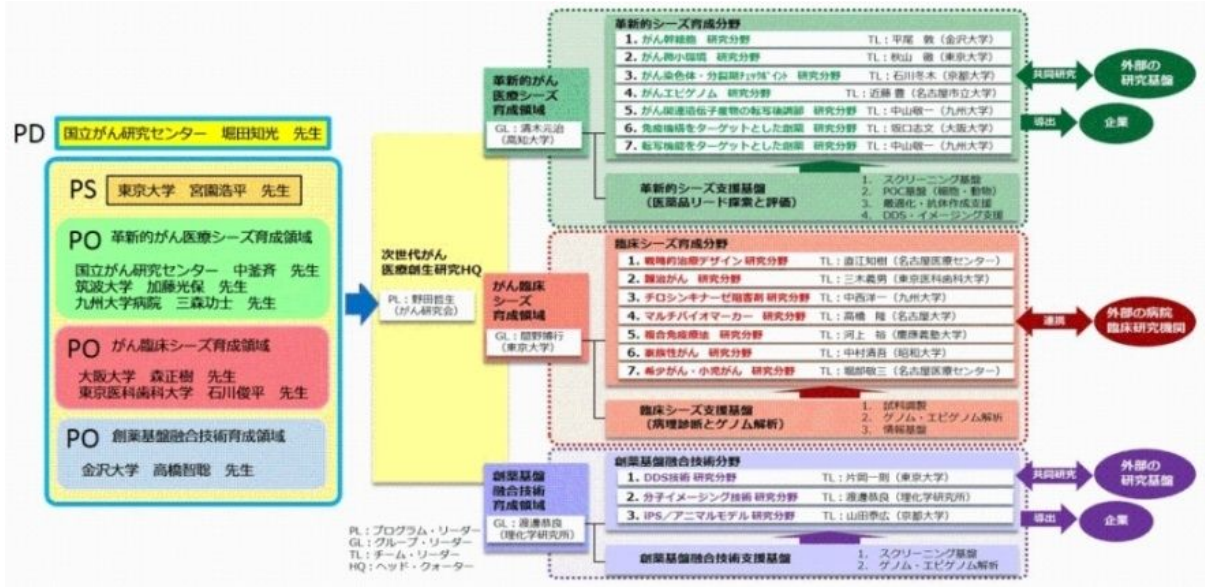 PD 国立がん研究センター 堀田知光 先生
PS 東京大学 宮園浩平 先生
PO 革新的がん医療シーズ育成領域
国立がん研究センター 中釜斉 先生
筑波大学 加藤光保 先生
九州大学病院 三森功士 先生
PO がん臨床シーズ育成領域
大阪大学 森正樹 先生
東京医科歯科大学 石川俊平 先生
PO 創薬基盤融合技術育成領域
金沢大学 高橋智聡 先生
次世代がん
医療創生研究HQ
PL:野田哲生
(がん研究会)
PL:プログラム・リーダー
GL:グループ・リーダー
TL:チーム・リーダー
HQ:ヘッド・クォーター
革新的がん
医療シーズ
育成領域
GL:清木元治
(高知大学)
革新的シーズ育成分野
1. がん幹細胞 研究分野 TL:平尾 敦(金沢大学)
2. がん微小環境 研究分野 TL:秋山 徹(東京大学)
3. がん染色体・分裂期チェックポイント 研究分野 TL:石川冬木(京都大学)
4. がんエピゲノム 研究分野 TL:近藤 豊(名古屋市立大学)
5. がん関連遺伝子産物の転写後調節 研究分野 TL:中山敬一(九州大学)
6. 免疫機構をターゲットとした創薬 研究分野 TL:坂口志文(大阪大学)
7. 転写機能をターゲットとした創薬 研究分野 TL:中山敬一(九州大学)
革新的シーズ支援基盤
(医薬品リード探索と評価)
1. スクリーニング基盤
2. POC基盤(細胞・動物)
3. 最適化・抗体作成支援
4. DDS・イメージング支援
共同研究
外部の
研究基盤
導出
企業
がん臨床
シーズ
育成領域
GL:間野博行
(東京大学)
臨床シーズ育成分野
1. 戦略的治療デザイン 研究分野 TL:直江知樹(名古屋医療センター)
2. 難治がん 研究分野 TL:三木義男(東京医科歯科大学)
3. チロシンキナーゼ阻害剤 研究分野 TL:中西洋一(九州大学)
4. マルチバイオマーカー 研究分野 TL:高橋 隆(名古屋大学)
5. 複合免疫療法 研究分野 TL:河上 裕(慶應義塾大学)
6. 家族性がん 研究分野 TL:中村清吾(昭和大学)
7. 希少がん・小児がん 研究分野 TL:堀部敬三(名古屋医療センター)
臨床シーズ支援基盤
(病理診断とゲノム解析)
1. 試料調製
2. ゲノム・エピゲノム解析
3. 情報基盤
連携
外部の病院
臨床研究機関
創薬基盤
融合技術
育成領域
GL:渡邊恭良
(理化学研究所)
創薬基盤融合技術分野
1. DDS技術 研究分野 TL:片岡一則(東京大学)
2. 分子イメージング技術 研究分野 TL:渡邊恭良(理化学研究所)
3. iPS/アニマルモデル 研究分野 TL:山田泰広(京都大学)
創薬基盤融合技術支援基盤
1. スクリーニング基盤
2. ゲノム・エピゲノム解析
共同研究
外部の
研究基盤
導出
企業